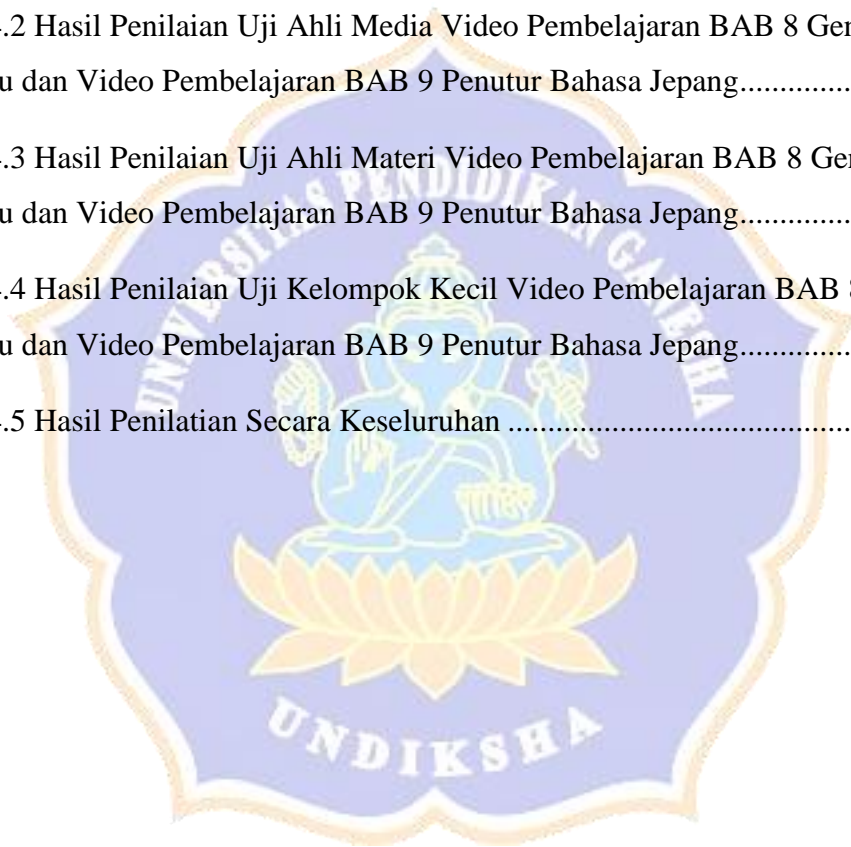 .2 Hasil Penilaian Uji Ahli Media Video Pembelajaran BAB 8
u dan Video Pembelajaran BAB 9 Penutur Bahasa Jepang...............
.3 Hasil Penilaian Uji Ahli Materi Video Pembelajaran BAB 8
u dan Video Pembelajaran BAB 9 Penutur Bahasa Jepang...............
.4 Hasil Penilaian Uji Kelompok Kecil Video Pembelajaran BAB
u dan Video Pembelajaran BAB 9 Penutur Bahasa Jepang...............
.5 Hasil Penilatian Secara Keseluruhan ..........................................
UNIVERSITAS PENDIDIKAN GANESHA
UNDIKSHA